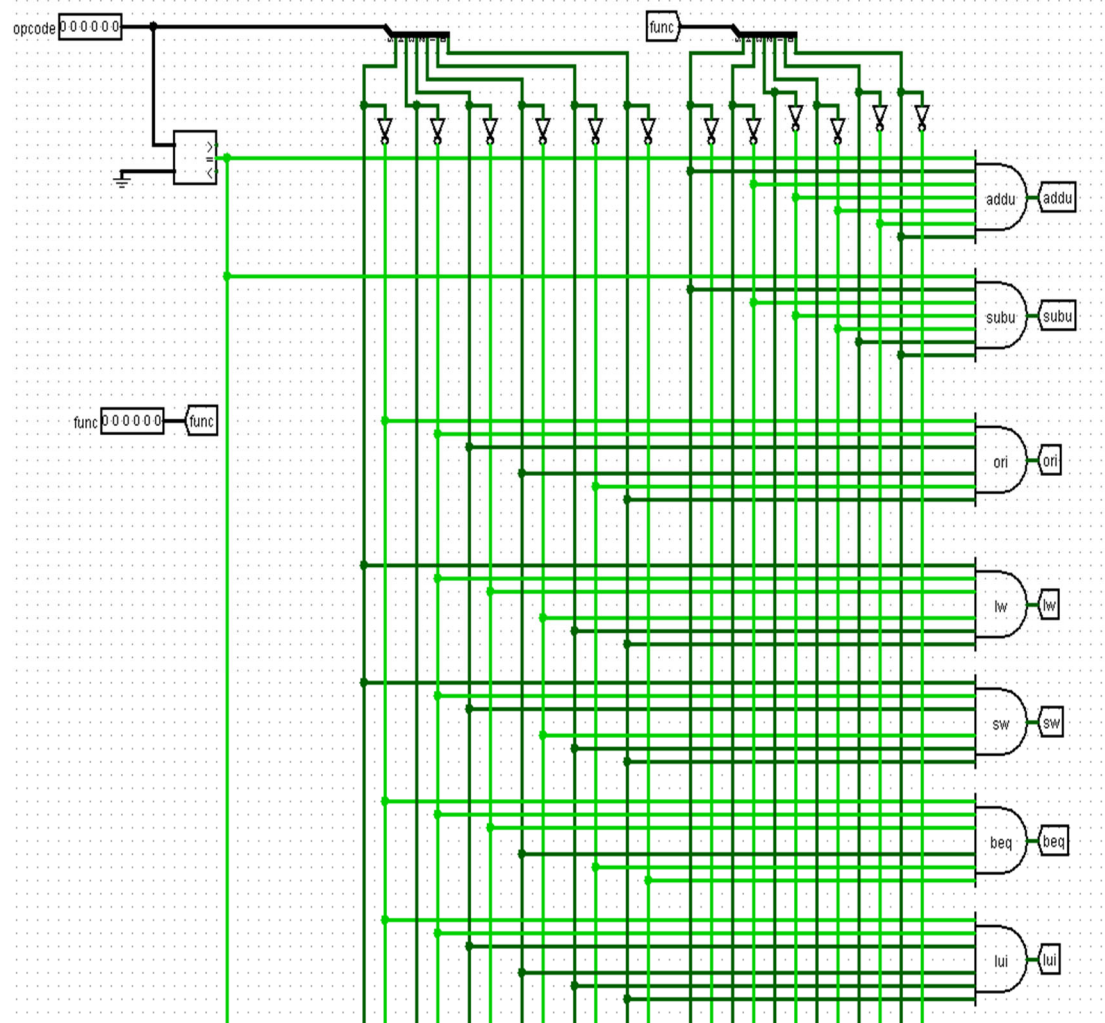 opcode 000000
func
>
=
<
addu addu
subu subu
func 000000 func
ori ori
lw lw
sw sw
beq beq
lui lui